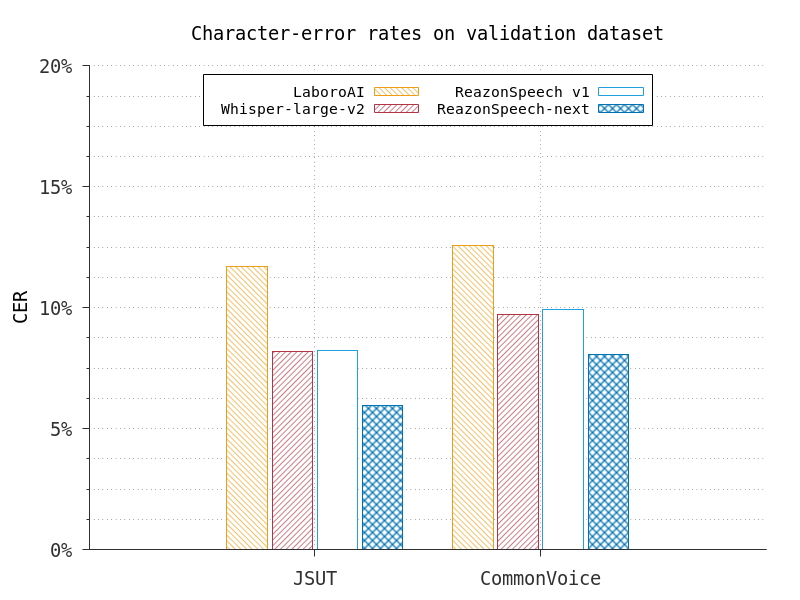 Character-error rates on validation dataset
20%
LaboroAI
ReazonSpeech v1
Whisper-large-v2
ReazonSpeech-next
15%
10%
5%
0%
CER
JSUT
CommonVoice